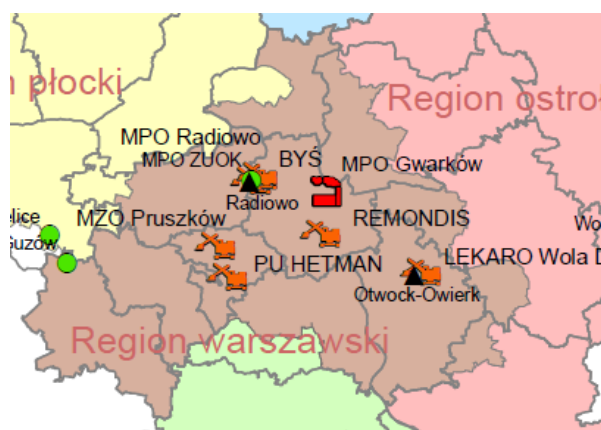 n płocki
Region ostroł
MPO Radiowo
MPO ZUOK
BYŚ
MPO Gwarków
Radiowo
elice
MZO Pruszków
REMONDIS
Wo
Guzów
PU HETMAN
LEKARO Wola D
Otwock-Owierk
Region warszawski